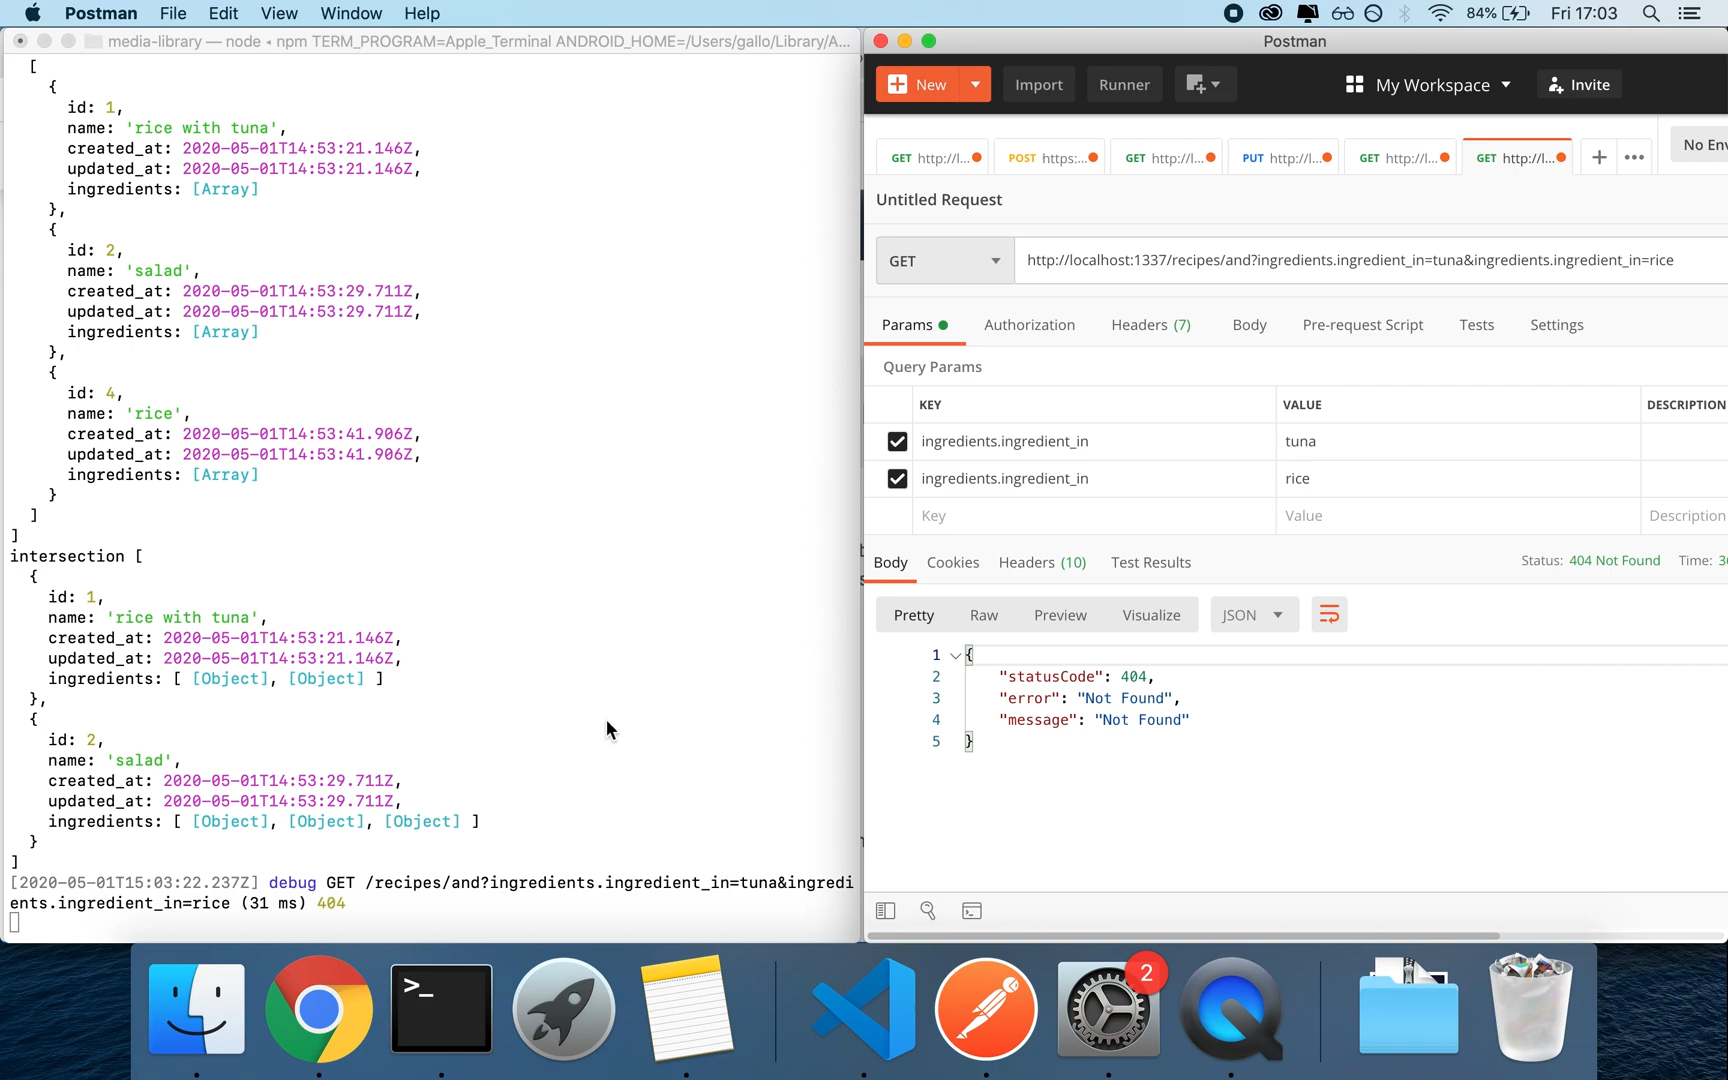 Postman File Edit View Window Help 84% Fri 17:03
media-library — node ◂ npm TERM_PROGRAM=Apple_Terminal ANDROID_HOME=/Users/gallo/Library/A...
[
{
id: 1,
name: 'rice with tuna',
created_at: 2020-05-01T14:53:21.146Z,
updated_at: 2020-05-01T14:53:21.146Z,
ingredients: [Array]
},
{
id: 2,
name: 'salad',
created_at: 2020-05-01T14:53:29.711Z,
updated_at: 2020-05-01T14:53:29.711Z,
ingredients: [Array]
},
{
id: 4,
name: 'rice',
created_at: 2020-05-01T14:53:41.906Z,
updated_at: 2020-05-01T14:53:41.906Z,
ingredients: [Array]
}
]
]
intersection [
{
id: 1,
name: 'rice with tuna',
created_at: 2020-05-01T14:53:21.146Z,
updated_at: 2020-05-01T14:53:21.146Z,
ingredients: [ [Object], [Object] ]
},
{
id: 2,
name: 'salad',
created_at: 2020-05-01T14:53:29.711Z,
updated_at: 2020-05-01T14:53:29.711Z,
ingredients: [ [Object], [Object], [Object] ]
}
]
[2020-05-01T15:03:22.237Z] debug GET /recipes/and?ingredients.ingredient_in=tuna&ingredi
ents.ingredient_in=rice (31 ms) 404
Postman
New Import Runner My Workspace Invite
GET http://l... POST https:... GET http://l... PUT http://l... GET http://l... GET http://l... + ••• No Env
Untitled Request
GET http://localhost:1337/recipes/and?ingredients.ingredient_in=tuna&ingredients.ingredient_in=rice
Params Authorization Headers (7) Body Pre-request Script Tests Settings
Query Params
KEY VALUE DESCRIPTION
ingredients.ingredient_in tuna
ingredients.ingredient_in rice
Key Value Description
Body Cookies Headers (10) Test Results Status: 404 Not Found Time:
Pretty Raw Preview Visualize JSON
1 {
2 "statusCode": 404,
3 "error": "Not Found",
4 "message": "Not Found"
5 }
>_ 2